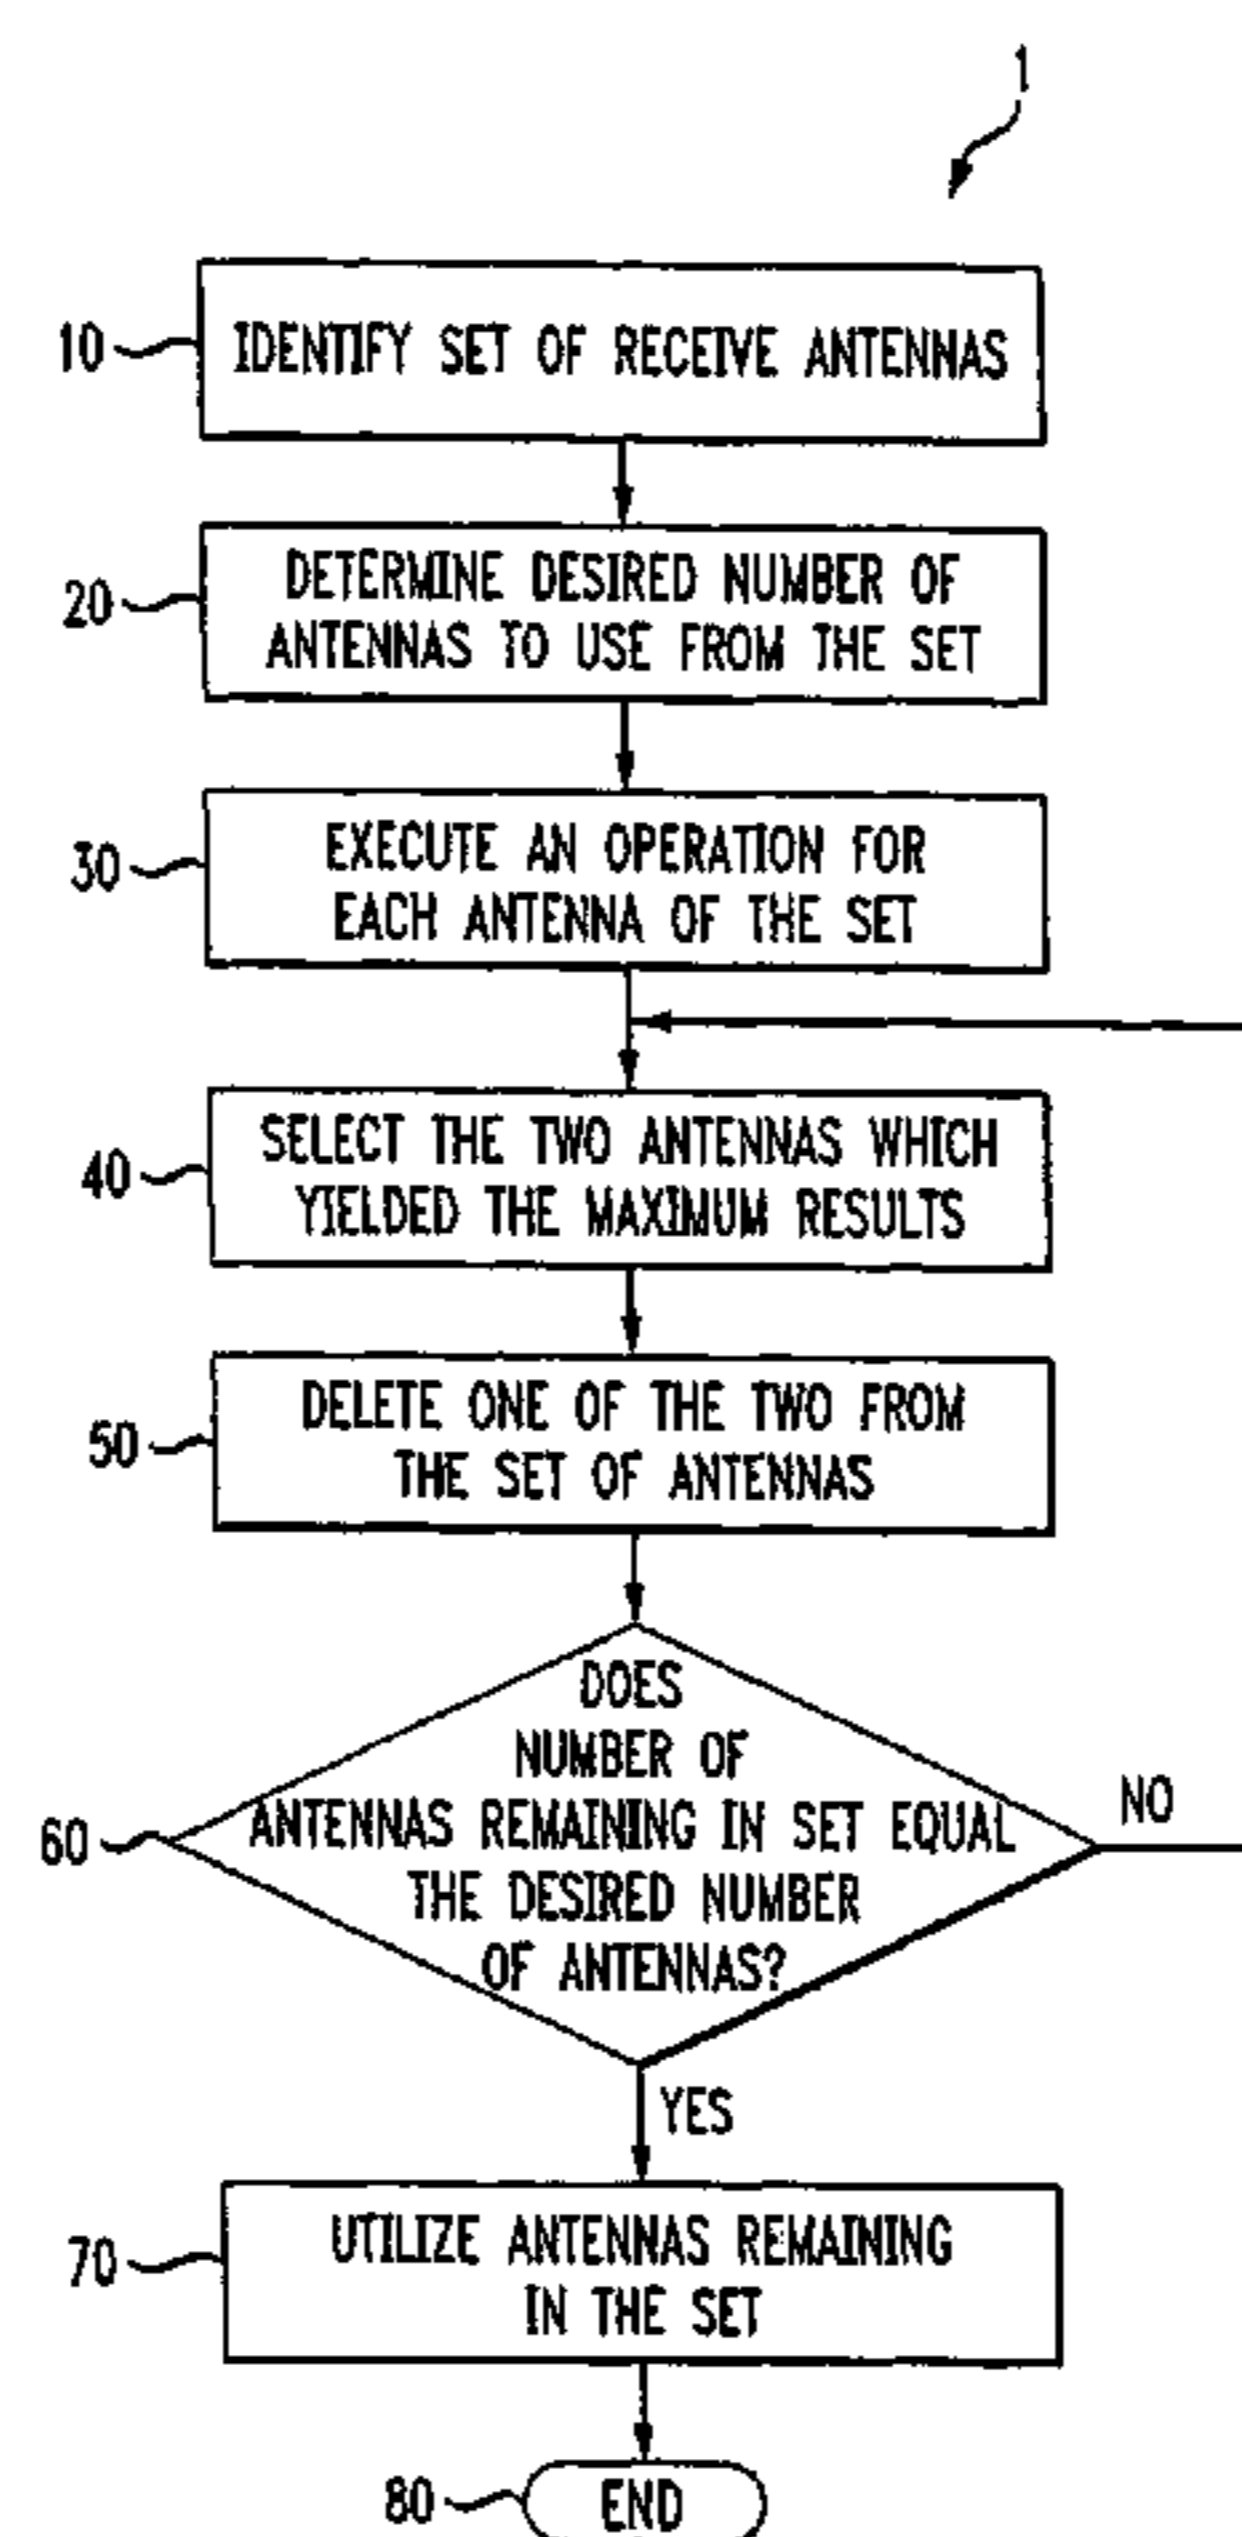 1
10
IDENTIFY SET OF RECEIVE ANTENNAS
20
DETERMINE DESIRED NUMBER OF
ANTENNAS TO USE FROM THE SET
30
EXECUTE AN OPERATION FOR
EACH ANTENNA OF THE SET
40
SELECT THE TWO ANTENNAS WHICH
YIELDED THE MAXIMUM RESULTS
50
DELETE ONE OF THE TWO FROM
THE SET OF ANTENNAS
60
DOES
NUMBER OF
ANTENNAS REMAINING IN SET EQUAL
THE DESIRED NUMBER
OF ANTENNAS?
NO
YES
70
UTILIZE ANTENNAS REMAINING
IN THE SET
80
END